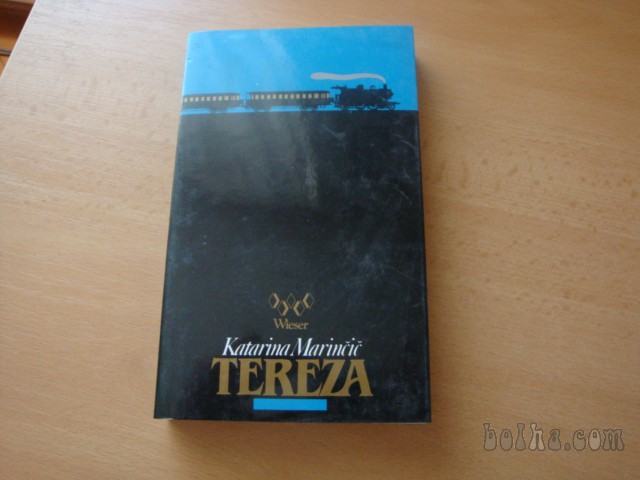 Wieser
Katarina Marinčič
TEREZA
bolha.com